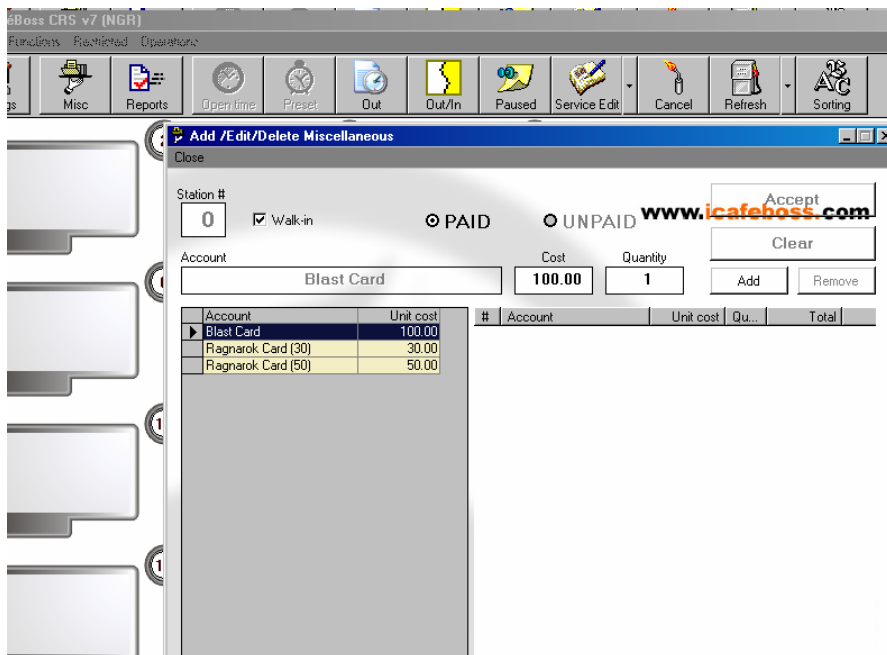 éBoss CRS v7 (NGR)
Functions Restricted Operations
gs Misc Reports Open time Preset Out Out/In Paused Service Edit Cancel Refresh Sorting
Add /Edit/Delete Miscellaneous
Close
Station #
0 Walk-in PAID UNPAID www.icafeboss.com Accept
Clear
Account Cost Quantity
Blast Card 100.00 1 Add Remove
Account Unit cost # Account Unit cost Qu... Total
Blast Card 100.00
Ragnarok Card (30) 30.00
Ragnarok Card (50) 50.00